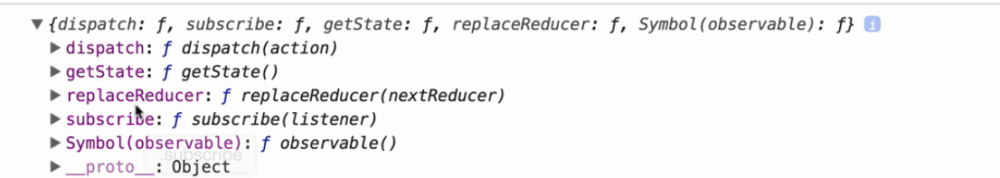 ▼{dispatch: ƒ, subscribe: ƒ, getState: ƒ, replaceReducer: ƒ, Symbol(observable): ƒ} i
▶dispatch: ƒ dispatch(action)
▶getState: ƒ getState()
▶replaceReducer: ƒ replaceReducer(nextReducer)
▶subscribe: ƒ subscribe(listener)
▶Symbol(observable): ƒ observable()
.subscribe
▶__proto__: Object